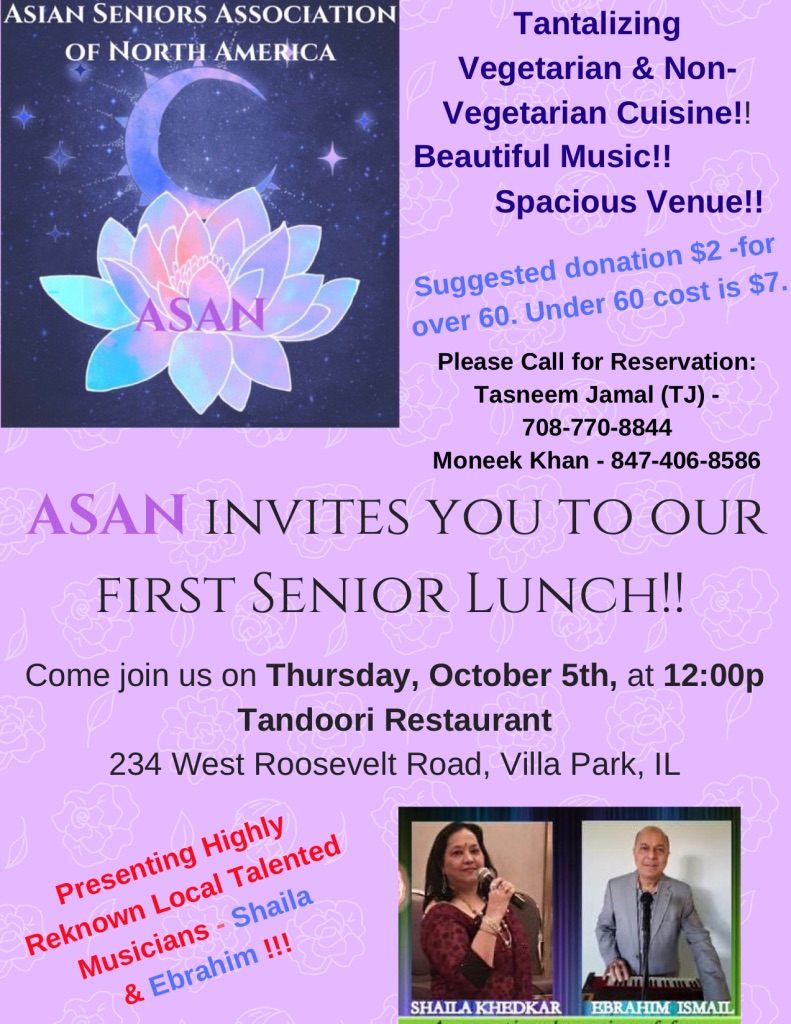 Asian Seniors Association
of North America
ASAN
Tantalizing
Vegetarian & Non-
Vegetarian Cuisine!!
Beautiful Music!!
Spacious Venue!!
Suggested donation $2 -for
over 60. Under 60 cost is $7.
Please Call for Reservation:
Tasneem Jamal (TJ) -
708-770-8844
Moneek Khan - 847-406-8586
ASAN invites you to our
first Senior Lunch!!
Come join us on Thursday, October 5th, at 12:00p
Tandoori Restaurant
234 West Roosevelt Road, Villa Park, IL
Presenting Highly
Reknown Local Talented
Musicians - Shaila
& Ebrahim !!!
SHAILA KHEDKAR
EBRAHIM ISMAIL